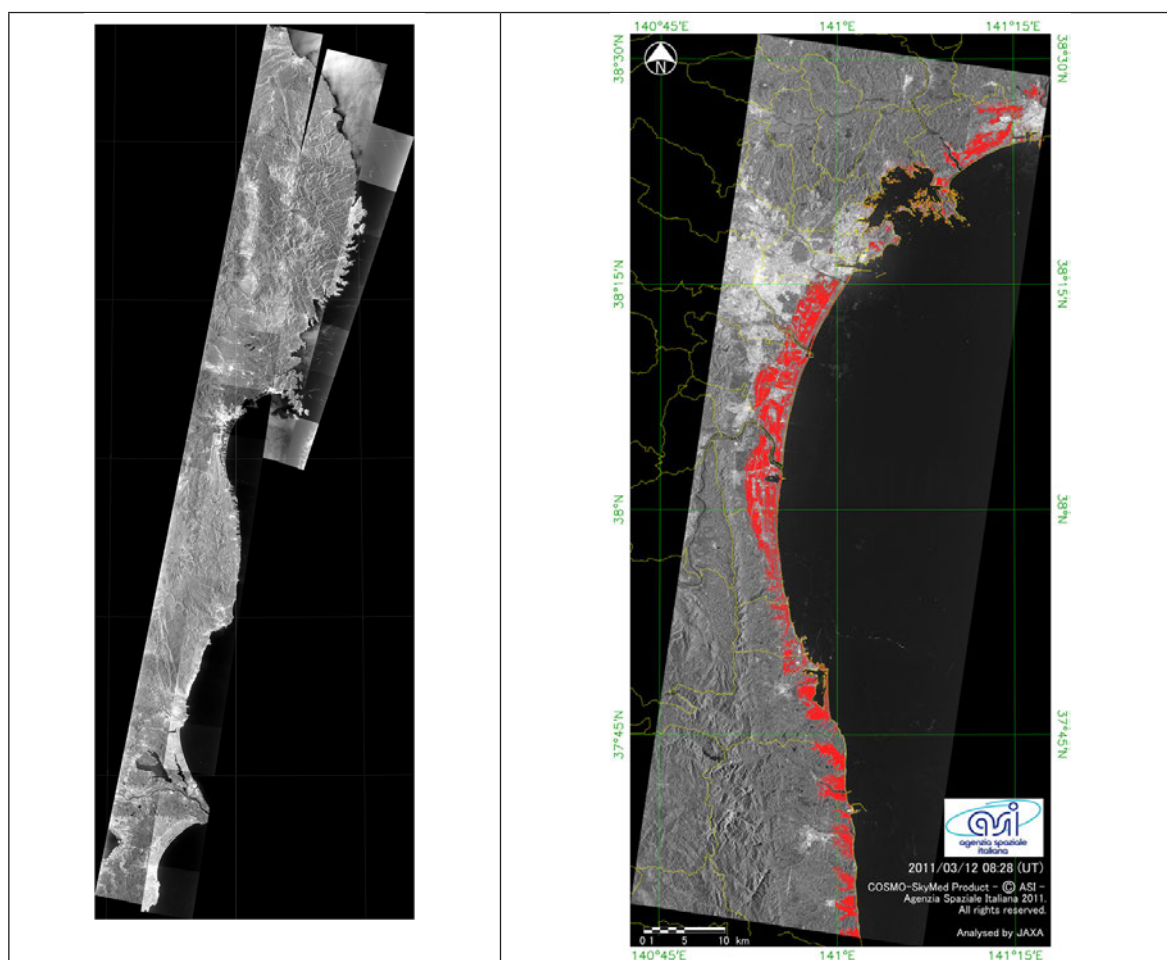 140°45'E 141°E 141°15'E
38°30'N 38°30'N
N
38°15'N 38°15'N
38°N 38°N
37°45'N 37°45'N
asi
agenzia spaziale
italiana
2011/03/12 08:28 (UT)
COSMO-SkyMed Product - © ASI -
Agenzia Spaziale Italiana 2011.
All rights reserved.
Analysed by JAXA
0 1 5 10 km
140°45'E 141°E 141°15'E